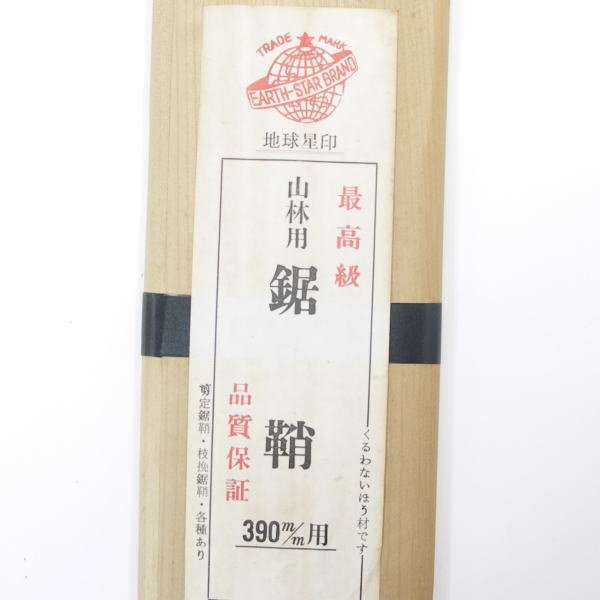 TRADE MARK
EARTH-STAR BRAND
地球星印
最高級
山林用
鋸鞘
品質保証
390m/m用
くるわないほう材です
剪定鋸鞘・枝挽鋸鞘・各種あり